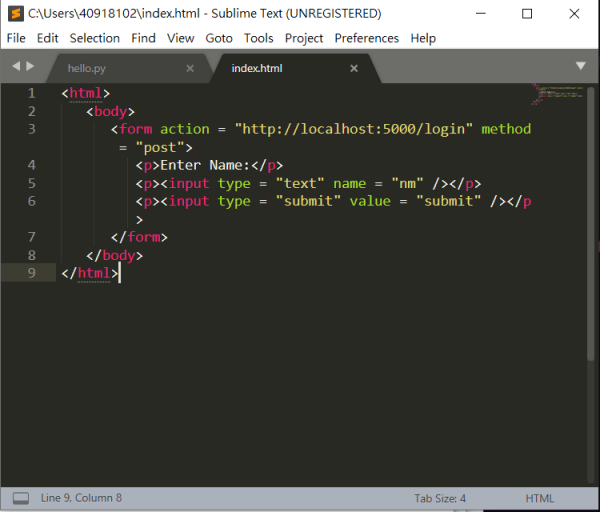 C:\Users\40918102\index.html - Sublime Text (UNREGISTERED)
File Edit Selection Find View Goto Tools Project Preferences Help
hello.py index.html
1 <html>
2 <body>
3 <form action = "http://localhost:5000/login" method
= "post">
4 <p>Enter Name:</p>
5 <p><input type = "text" name = "nm" /></p>
6 <p><input type = "submit" value = "submit" /></p
>
7 </form>
8 </body>
9 </html>
Line 9, Column 8 Tab Size: 4 HTML